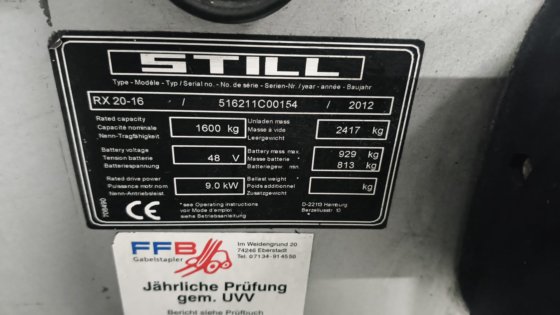 STILL
Type - Modèle - Typ / Serial no. - No. de série - Serien-Nr. / year - année - Baujahr
RX 20-16 / 516211C00154 / 2012
Rated capacity
Capacité nominale 1600 kg
Nenn-Tragfähigkeit
Unladen mass
Masse à vide 2417 kg
Leergewicht
Battery voltage
Tension batterie 48 V
Batteriespannung
Battery mass max. 929 kg
Masse batterie *
Batteriegew. min. 813 kg
Rated drive power
Puissance motr.nom 9.0 kW
Nenn-Antriebsleist.
Ballast weight *
Poids additionnel kg
Zusatzgewicht
CE
*see Operating instructions
voir Mode d'emploi
siehe Betriebsanleitung
D-22113 Hamburg
Berzeliusstr. 10
FFB
Gabelstapler
Im Weidengrund 20
74246 Eberstadt
Tel. 07134-914550
Jährliche Prüfung
gem. UVV
Bericht siehe Prüfbuch